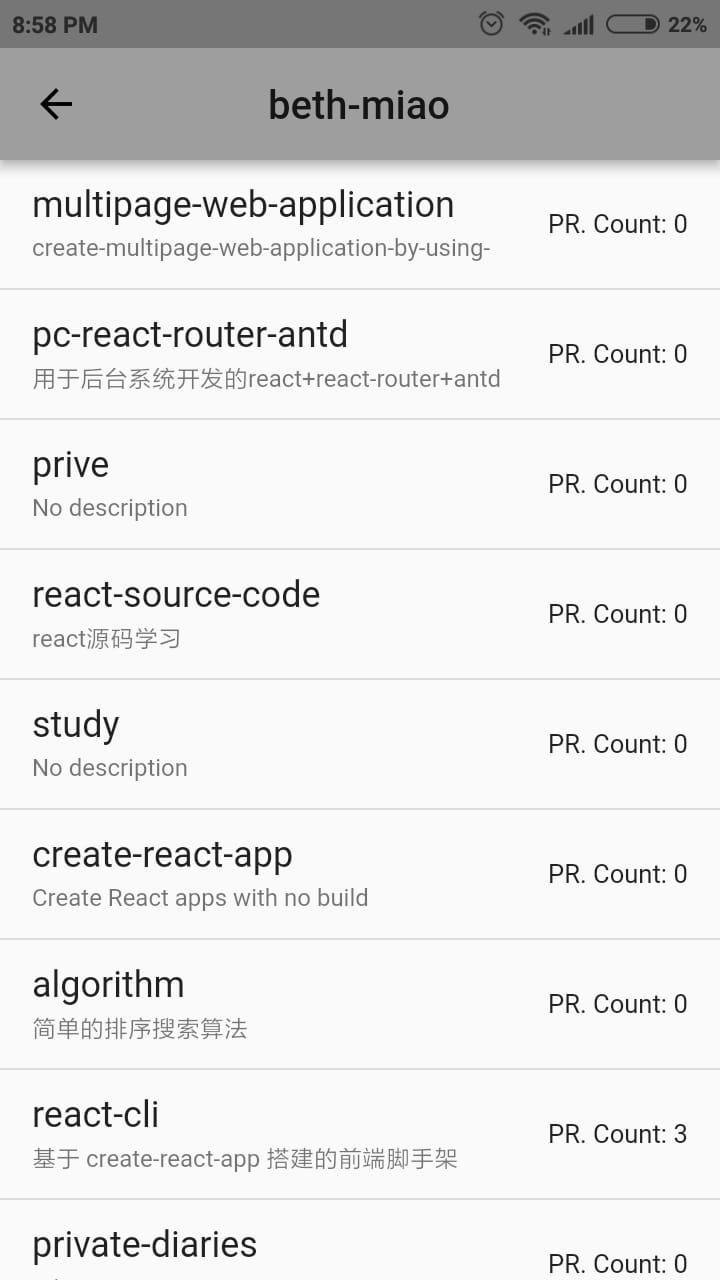 8:58 PM 22%
beth-miao
multipage-web-application
PR. Count: 0
create-multipage-web-application-by-using-
pc-react-router-antd
PR. Count: 0
用于后台系统开发的react+react-router+antd
prive
PR. Count: 0
No description
react-source-code
PR. Count: 0
react源码学习
study
PR. Count: 0
No description
create-react-app
PR. Count: 0
Create React apps with no build
algorithm
PR. Count: 0
简单的排序搜索算法
react-cli
PR. Count: 3
基于 create-react-app 搭建的前端脚手架
private-diaries
PR. Count: 0